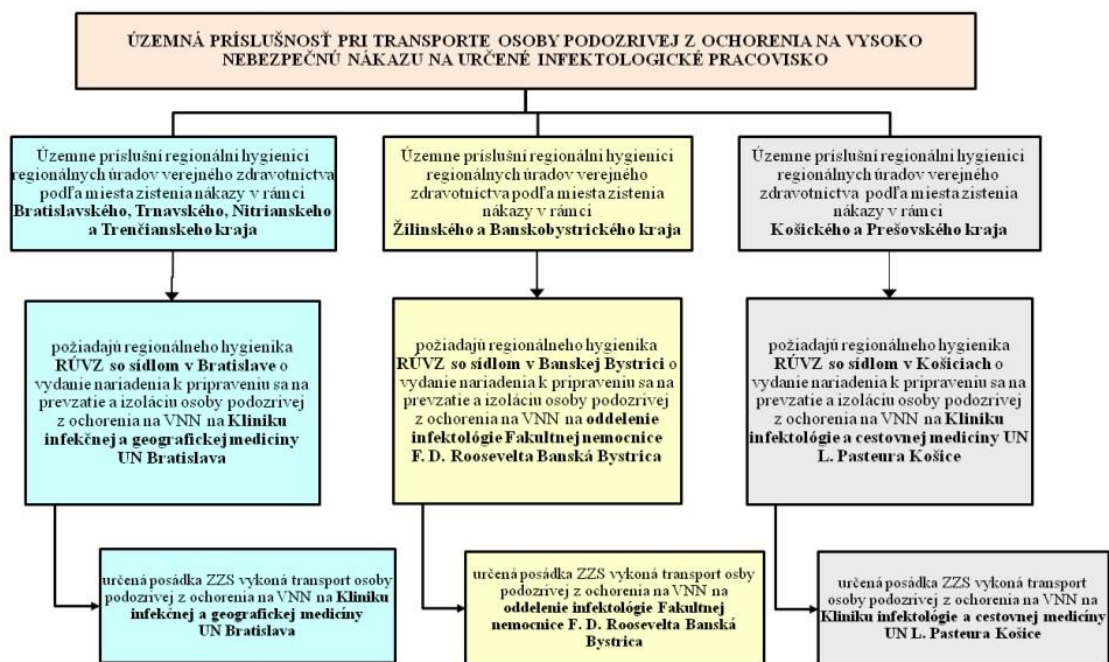 ÚZEMNÁ PRÍSLUŠNOSŤ PRI TRANSPORTE OSOBY PODOZRIVEJ Z OCHORENIA NA VYSOKO
NEBEZPEČNÚ NÁKAZU NA URČENÉ INFEKTOLOGICKÉ PRACOVISKO
Územne príslušní regionálni hygienici
regionálnych úradov verejného zdravotníctva
podľa miesta zistenia nákazy v rámci
Bratislavského, Trnavského, Nitrianskeho
a Trenčianskeho kraja
Územne príslušní regionálni hygienici
regionálnych úradov verejného
zdravotníctva podľa miesta zistenia
nákazy v rámci
Žilinského a Banskobystrického kraja
Územne príslušní regionálni hygienici
regionálnych úradov verejného
zdravotníctva podľa miesta zistenia
nákazy v rámci
Košického a Prešovského kraja
požiadajú regionálneho hygienika
RÚVZ so sídlom v Bratislave o
vydanie nariadenia k pripraveniu sa na
prevzatie a izoláciu osoby podozrivej
z ochorenia na VNN na Kliniku
infekčnej a geografickej medicíny
UN Bratislava
požiadajú regionálneho hygienika
RÚVZ so sídlom v Banskej Bystrici o
vydanie nariadenia k pripraveniu sa na
prevzatie a izoláciu osoby podozrivej
z ochorenia na VNN na oddelenie
infektológie Fakultnej nemocnice
F. D. Roosevelta Banská Bystrica
požiadajú regionálneho hygienika
RÚVZ so sídlom v Košiciach o
vydanie nariadenia k pripraveniu sa na
prevzatie a izoláciu osoby podozrivej
z ochorenia na VNN na Kliniku
infektológie a cestovnej medicíny UN
L. Pasteura Košice
určená posádka ZZS vykoná transport osoby
podozrivej z ochorenia na VNN na Kliniku
infekčnej a geografickej medicíny
UN Bratislava
určená posádka ZZS vykoná transport osby
podozrivej z ochorenia na VNN na
oddelenie infektológie Fakultnej
nemocnice F. D. Roosevelta Banská
Bystrica
určená posádka ZZS vykoná transport
osoby podozrivej z ochorenia na VNN na
Kliniku infektológie a cestovnej medicíny
UN L. Pasteura Košice